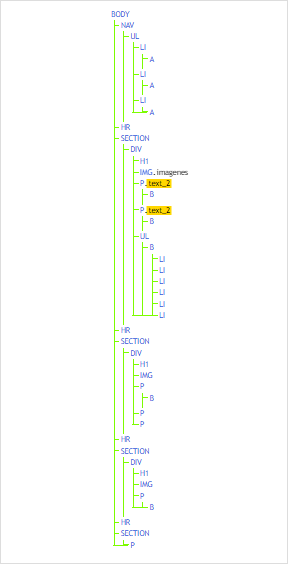 BODY
NAV
UL
LI
A
LI
A
LI
A
HR
SECTION
DIV
H1
IMG.imagenes
P.text_2
B
P.text_2
B
UL
B
LI
LI
LI
LI
LI
LI
HR
SECTION
DIV
H1
IMG
P
B
P
P
HR
SECTION
DIV
H1
IMG
P
B
HR
SECTION
P